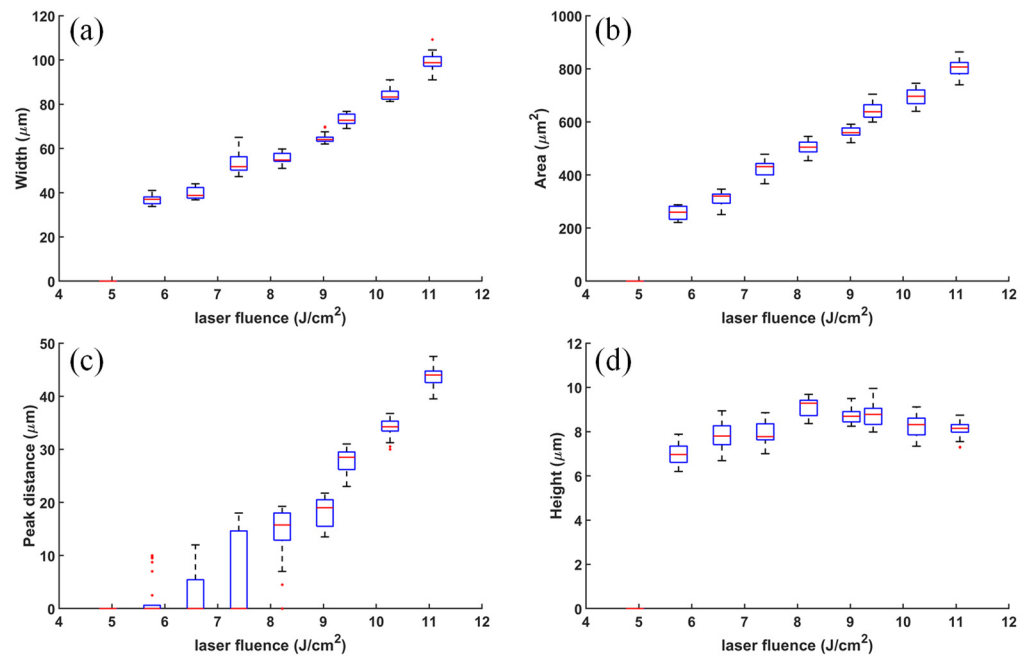 (a)
120
100
80
60
40
20
0
Width (μm)
4 5 6 7 8 9 10 11 12
laser fluence (J/cm²)
(b)
1000
800
600
400
200
0
Area (μm²)
4 5 6 7 8 9 10 11 12
laser fluence (J/cm²)
(c)
50
40
30
20
10
0
Peak distance (μm)
4 5 6 7 8 9 10 11 12
laser fluence (J/cm²)
(d)
12
10
8
6
4
2
0
Height (μm)
4 5 6 7 8 9 10 11 12
laser fluence (J/cm²)